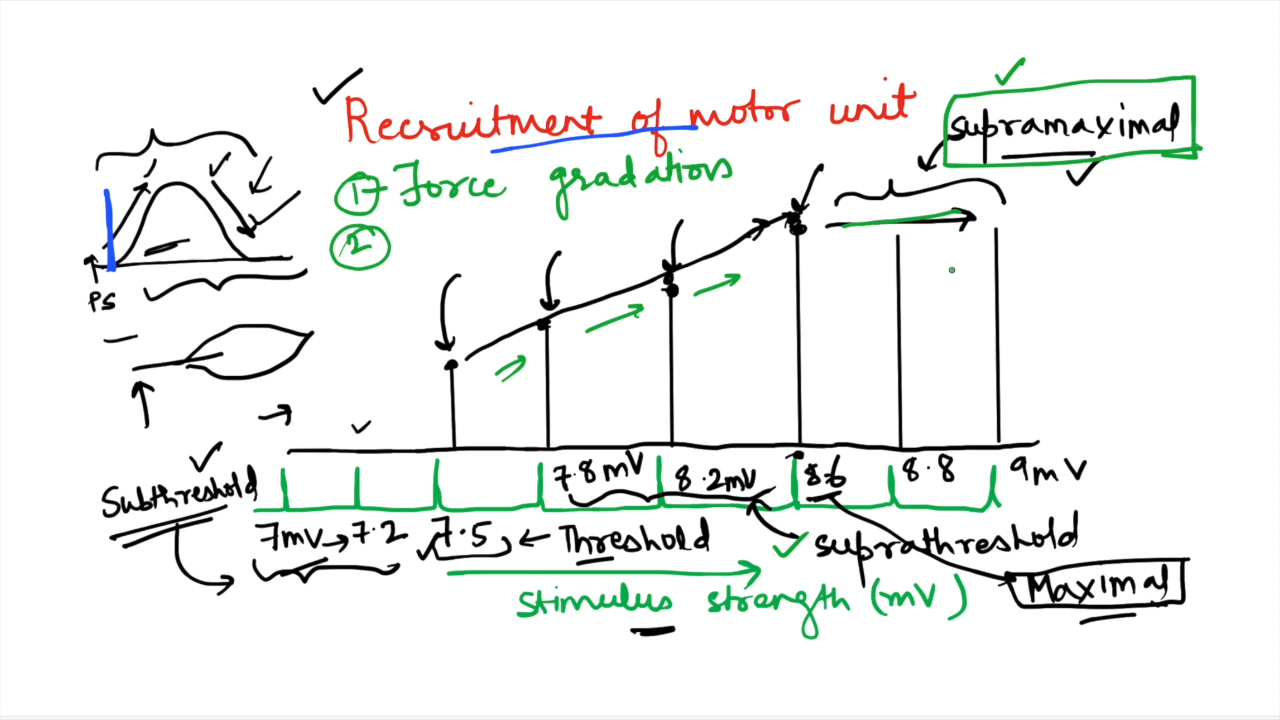 Recruitment of motor unit
supramaximal
1 Force gradations
2
PS
Subthreshold
7.8mV 8.2mV 8.6 8.8 9mV
7mV → 7.2 7.5 ← Threshold
suprathreshold
Maximal
stimulus strength (mV)